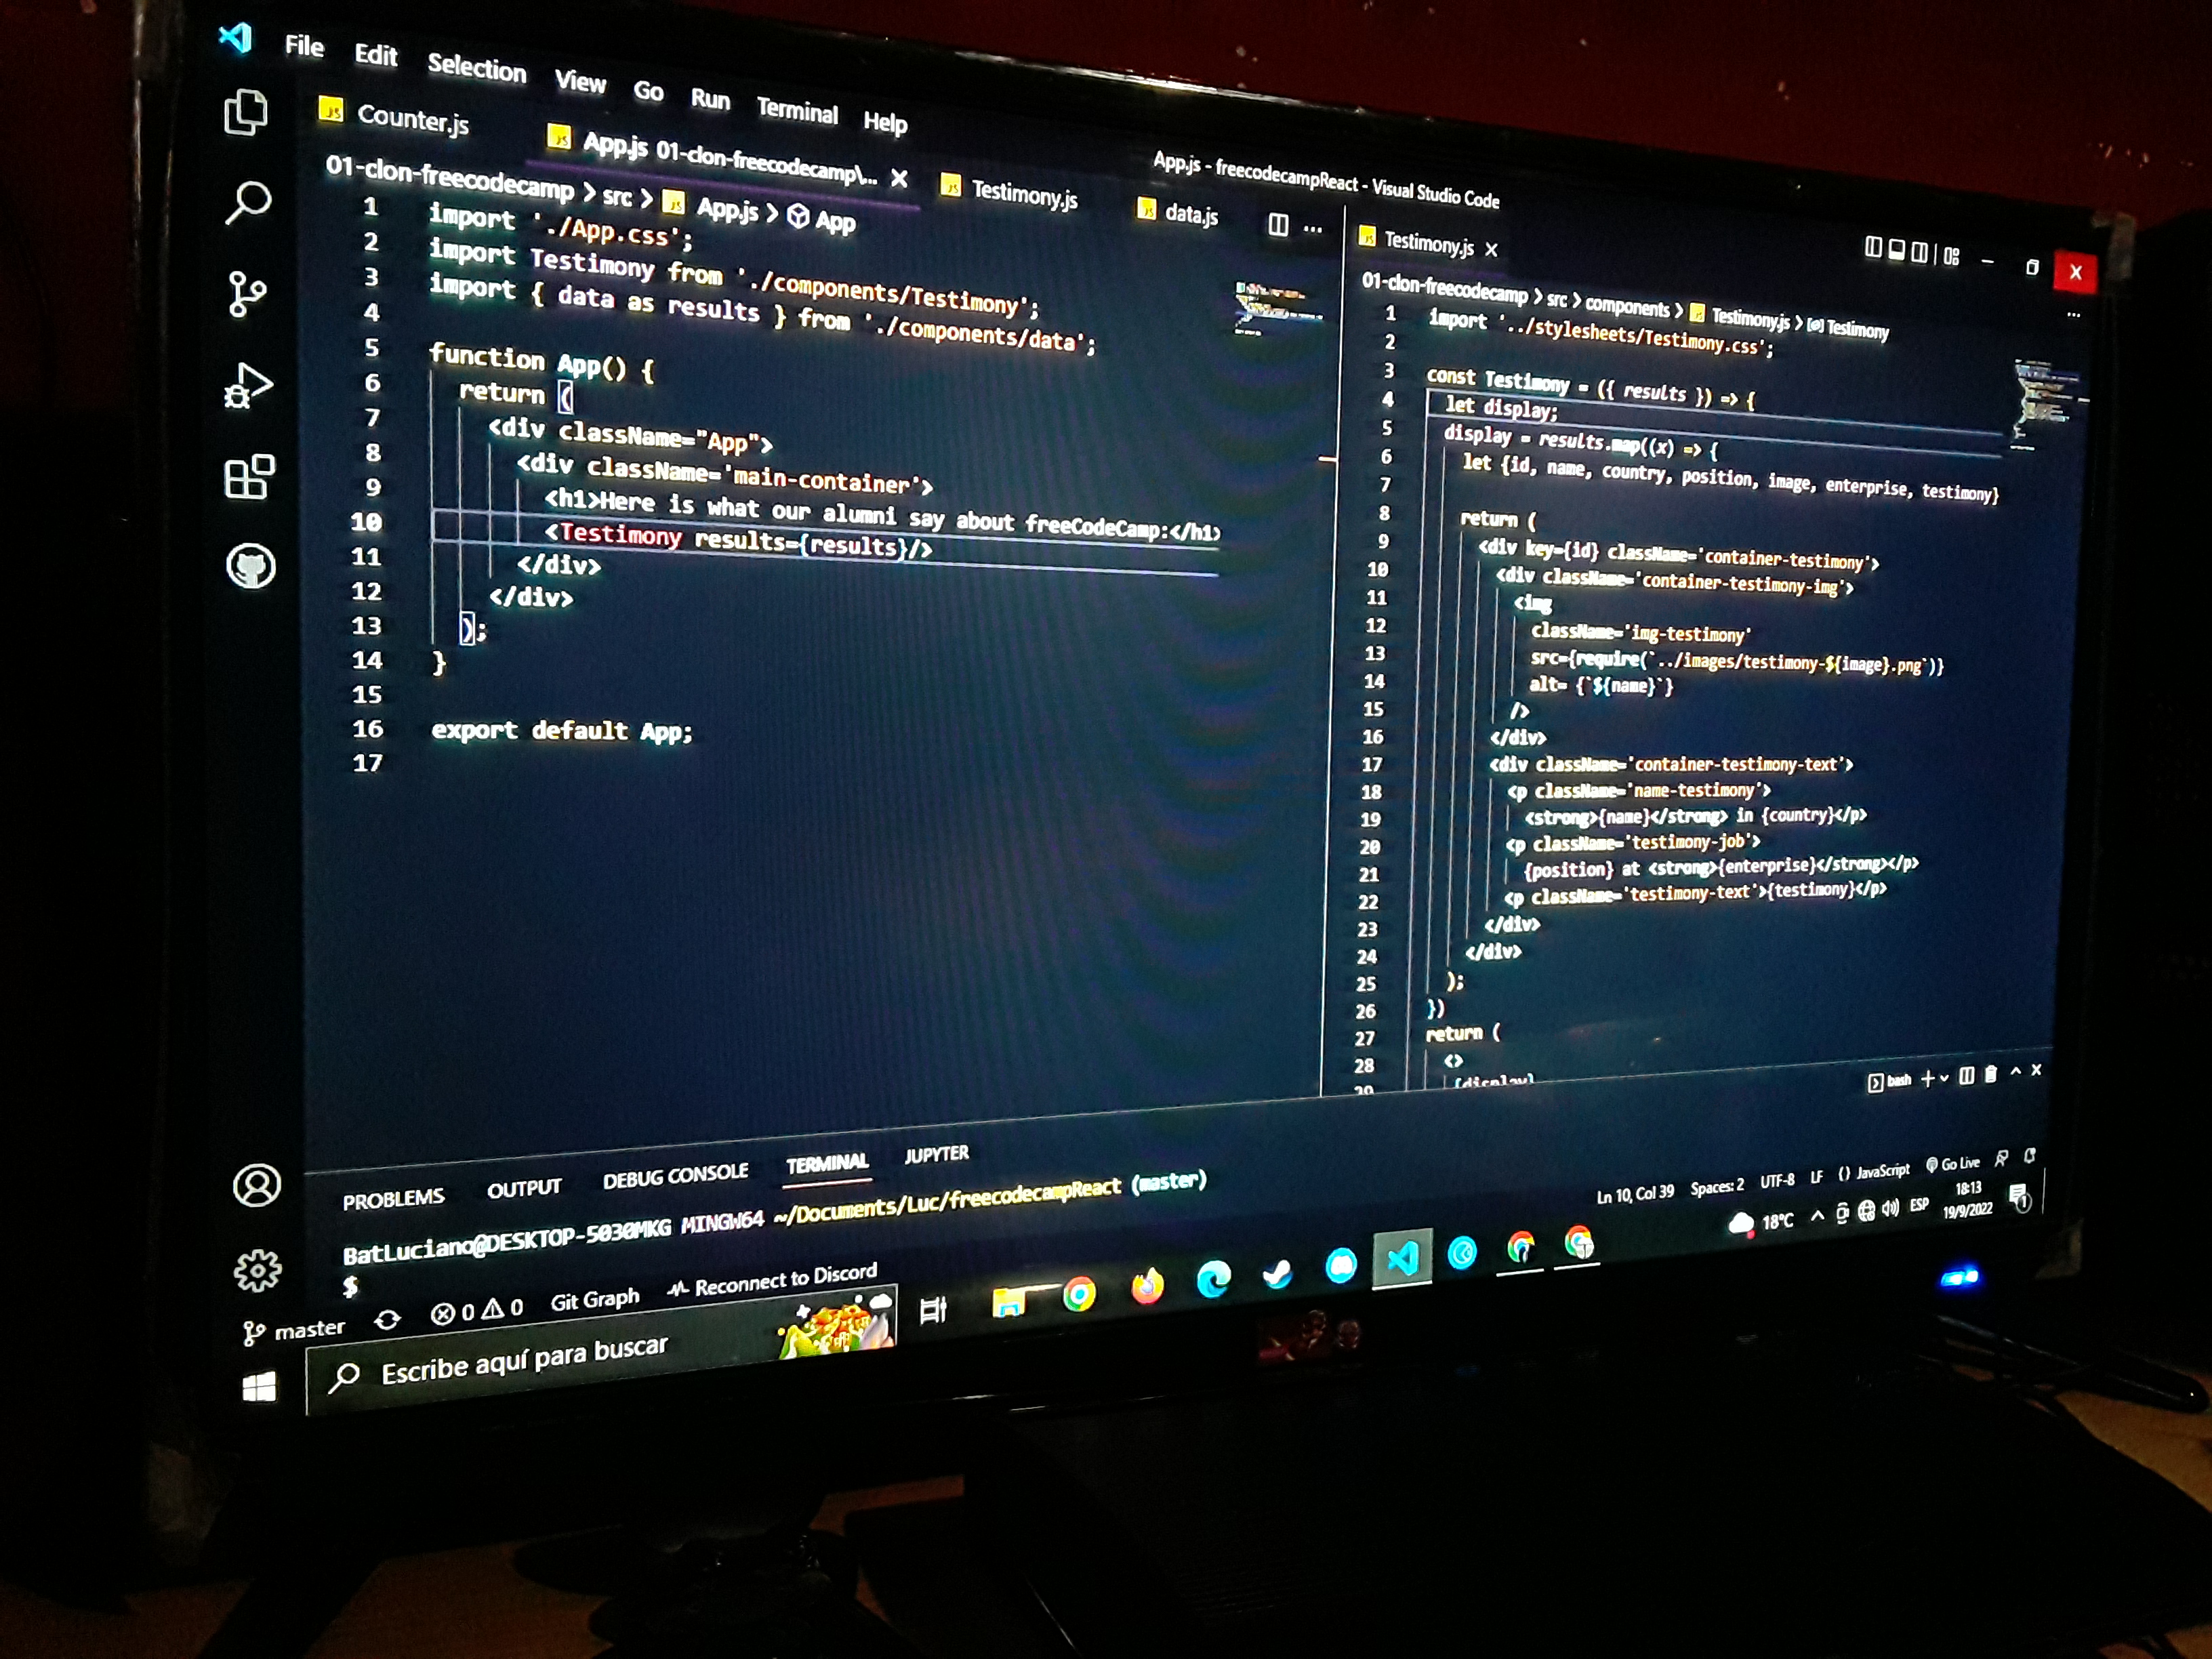 File Edit Selection View Go Run Terminal Help
App.js - freecodecampReact - Visual Studio Code
Counter.js
App.js 01-clon-freecodecamp\...
Testimony.js
data.js
01-clon-freecodecamp > src > App.js > App
1 import './App.css';
2 import Testimony from './components/Testimony';
3 import { data as results } from './components/data';
4
5 function App() {
6 return (
7 <div className="App">
8 <div className='main-container'>
9 <h1>Here is what our alumni say about freeCodeCamp:</h1>
10 <Testimony results={results}/>
11 </div>
12 </div>
13 );
14 }
15
16 export default App;
17
Testimony.js
01-clon-freecodecamp > src > components > Testimony.js > Testimony
1 import '../stylesheets/Testimony.css';
2
3 const Testimony = ({ results }) => {
4 let display;
5 display = results.map((x) => {
6 let {id, name, country, position, image, enterprise, testimony}
7
8 return (
9 <div key={id} className='container-testimony'>
10 <div className='container-testimony-img'>
11 <img
12 className='img-testimony'
13 src={require(`../images/testimony-${image}.png`)}
14 alt= {`${name}`}
15 />
16 </div>
17 <div className='container-testimony-text'>
18 <p className='name-testimony'>
19 <strong>{name}</strong> in {country}</p>
20 <p className='testimony-job'>
21 {position} at <strong>{enterprise}</strong></p>
22 <p className='testimony-text'>{testimony}</p>
23 </div>
24 </div>
25 );
26 })
27 return (
28 <>
29 {display}
PROBLEMS OUTPUT DEBUG CONSOLE TERMINAL JUPYTER
bash
BatLuciano@DESKTOP-5030MKG MINGW64 ~/Documents/Luc/freecodecampReact (master)
$
master 0 0 Git Graph Reconnect to Discord
Ln 10, Col 39 Spaces: 2 UTF-8 LF {} JavaScript Go Live
Escribe aquí para buscar
18°C ESP 18:13
19/9/2022
1